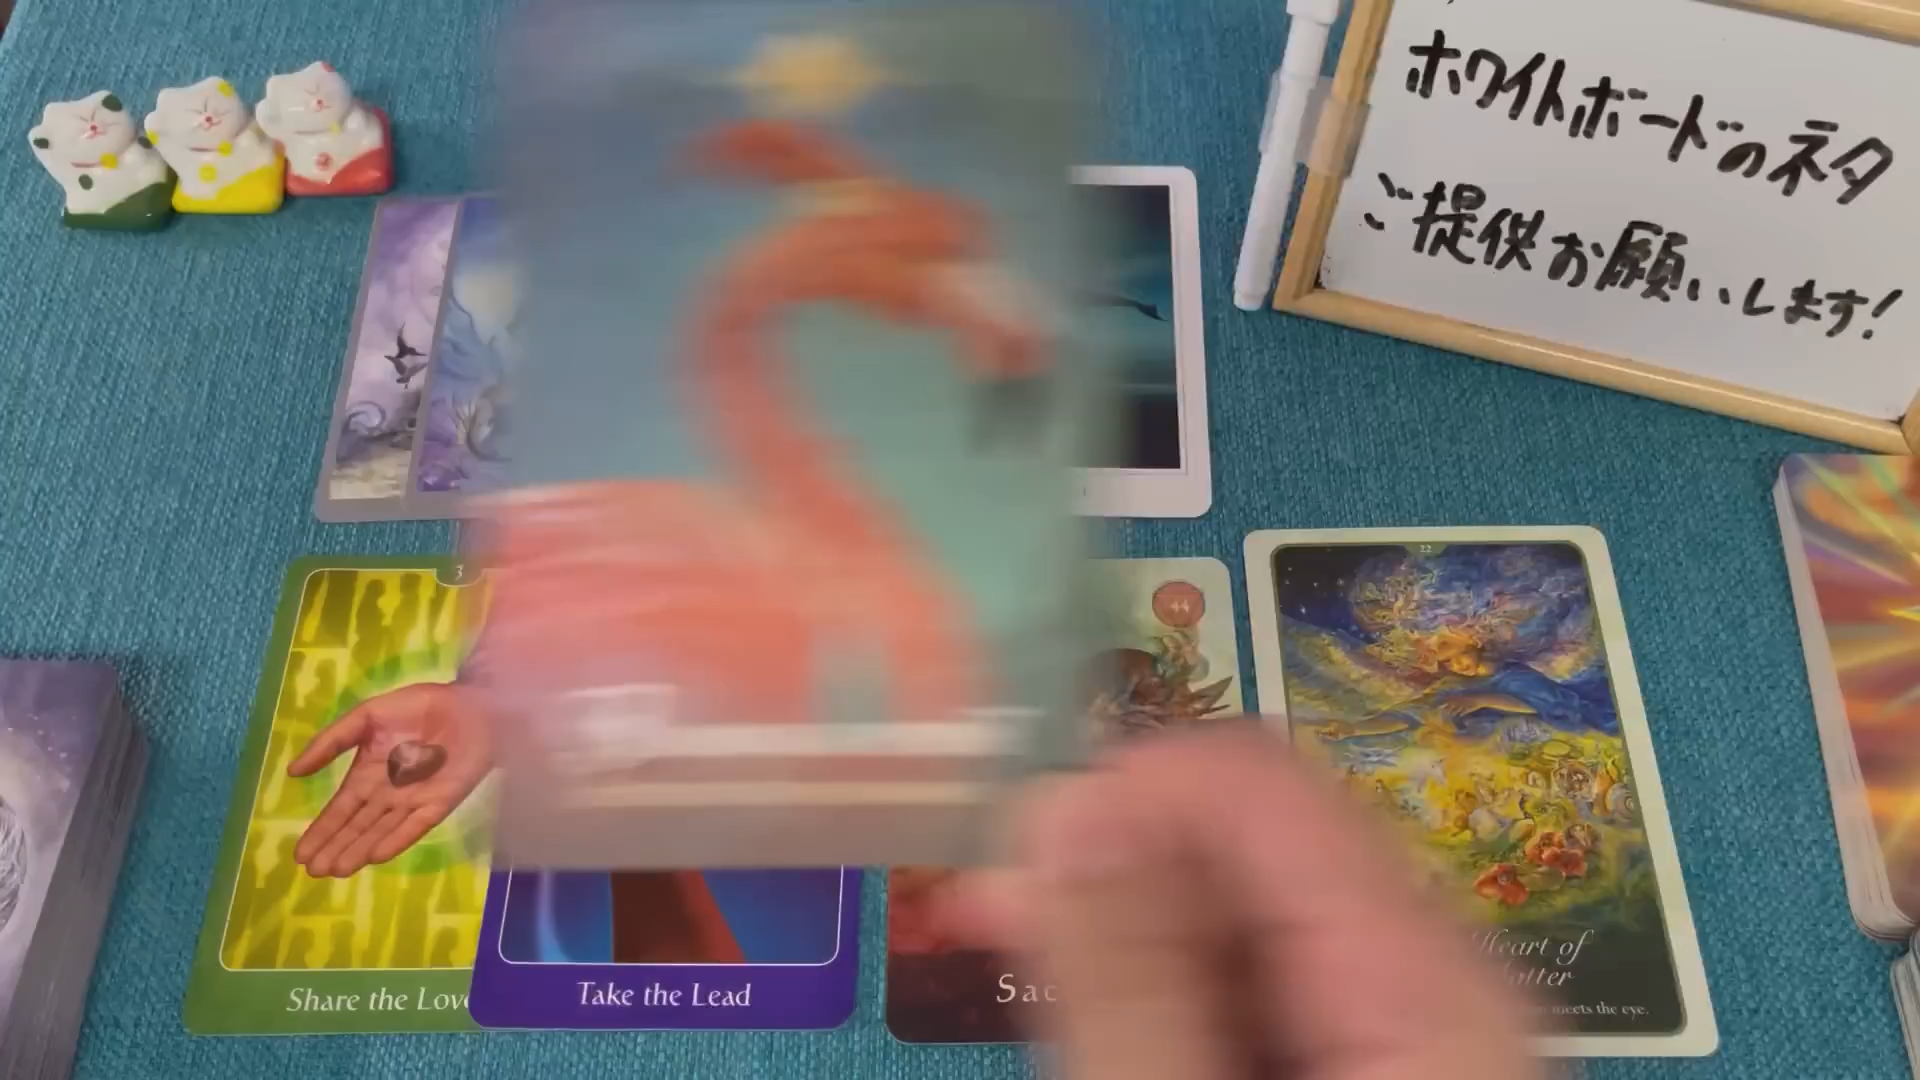 ホワイトボードのネタ
ご提供お願いします!
44
22
3
Heart of
meets the eye.
Share the Love
Take the Lead
Sac